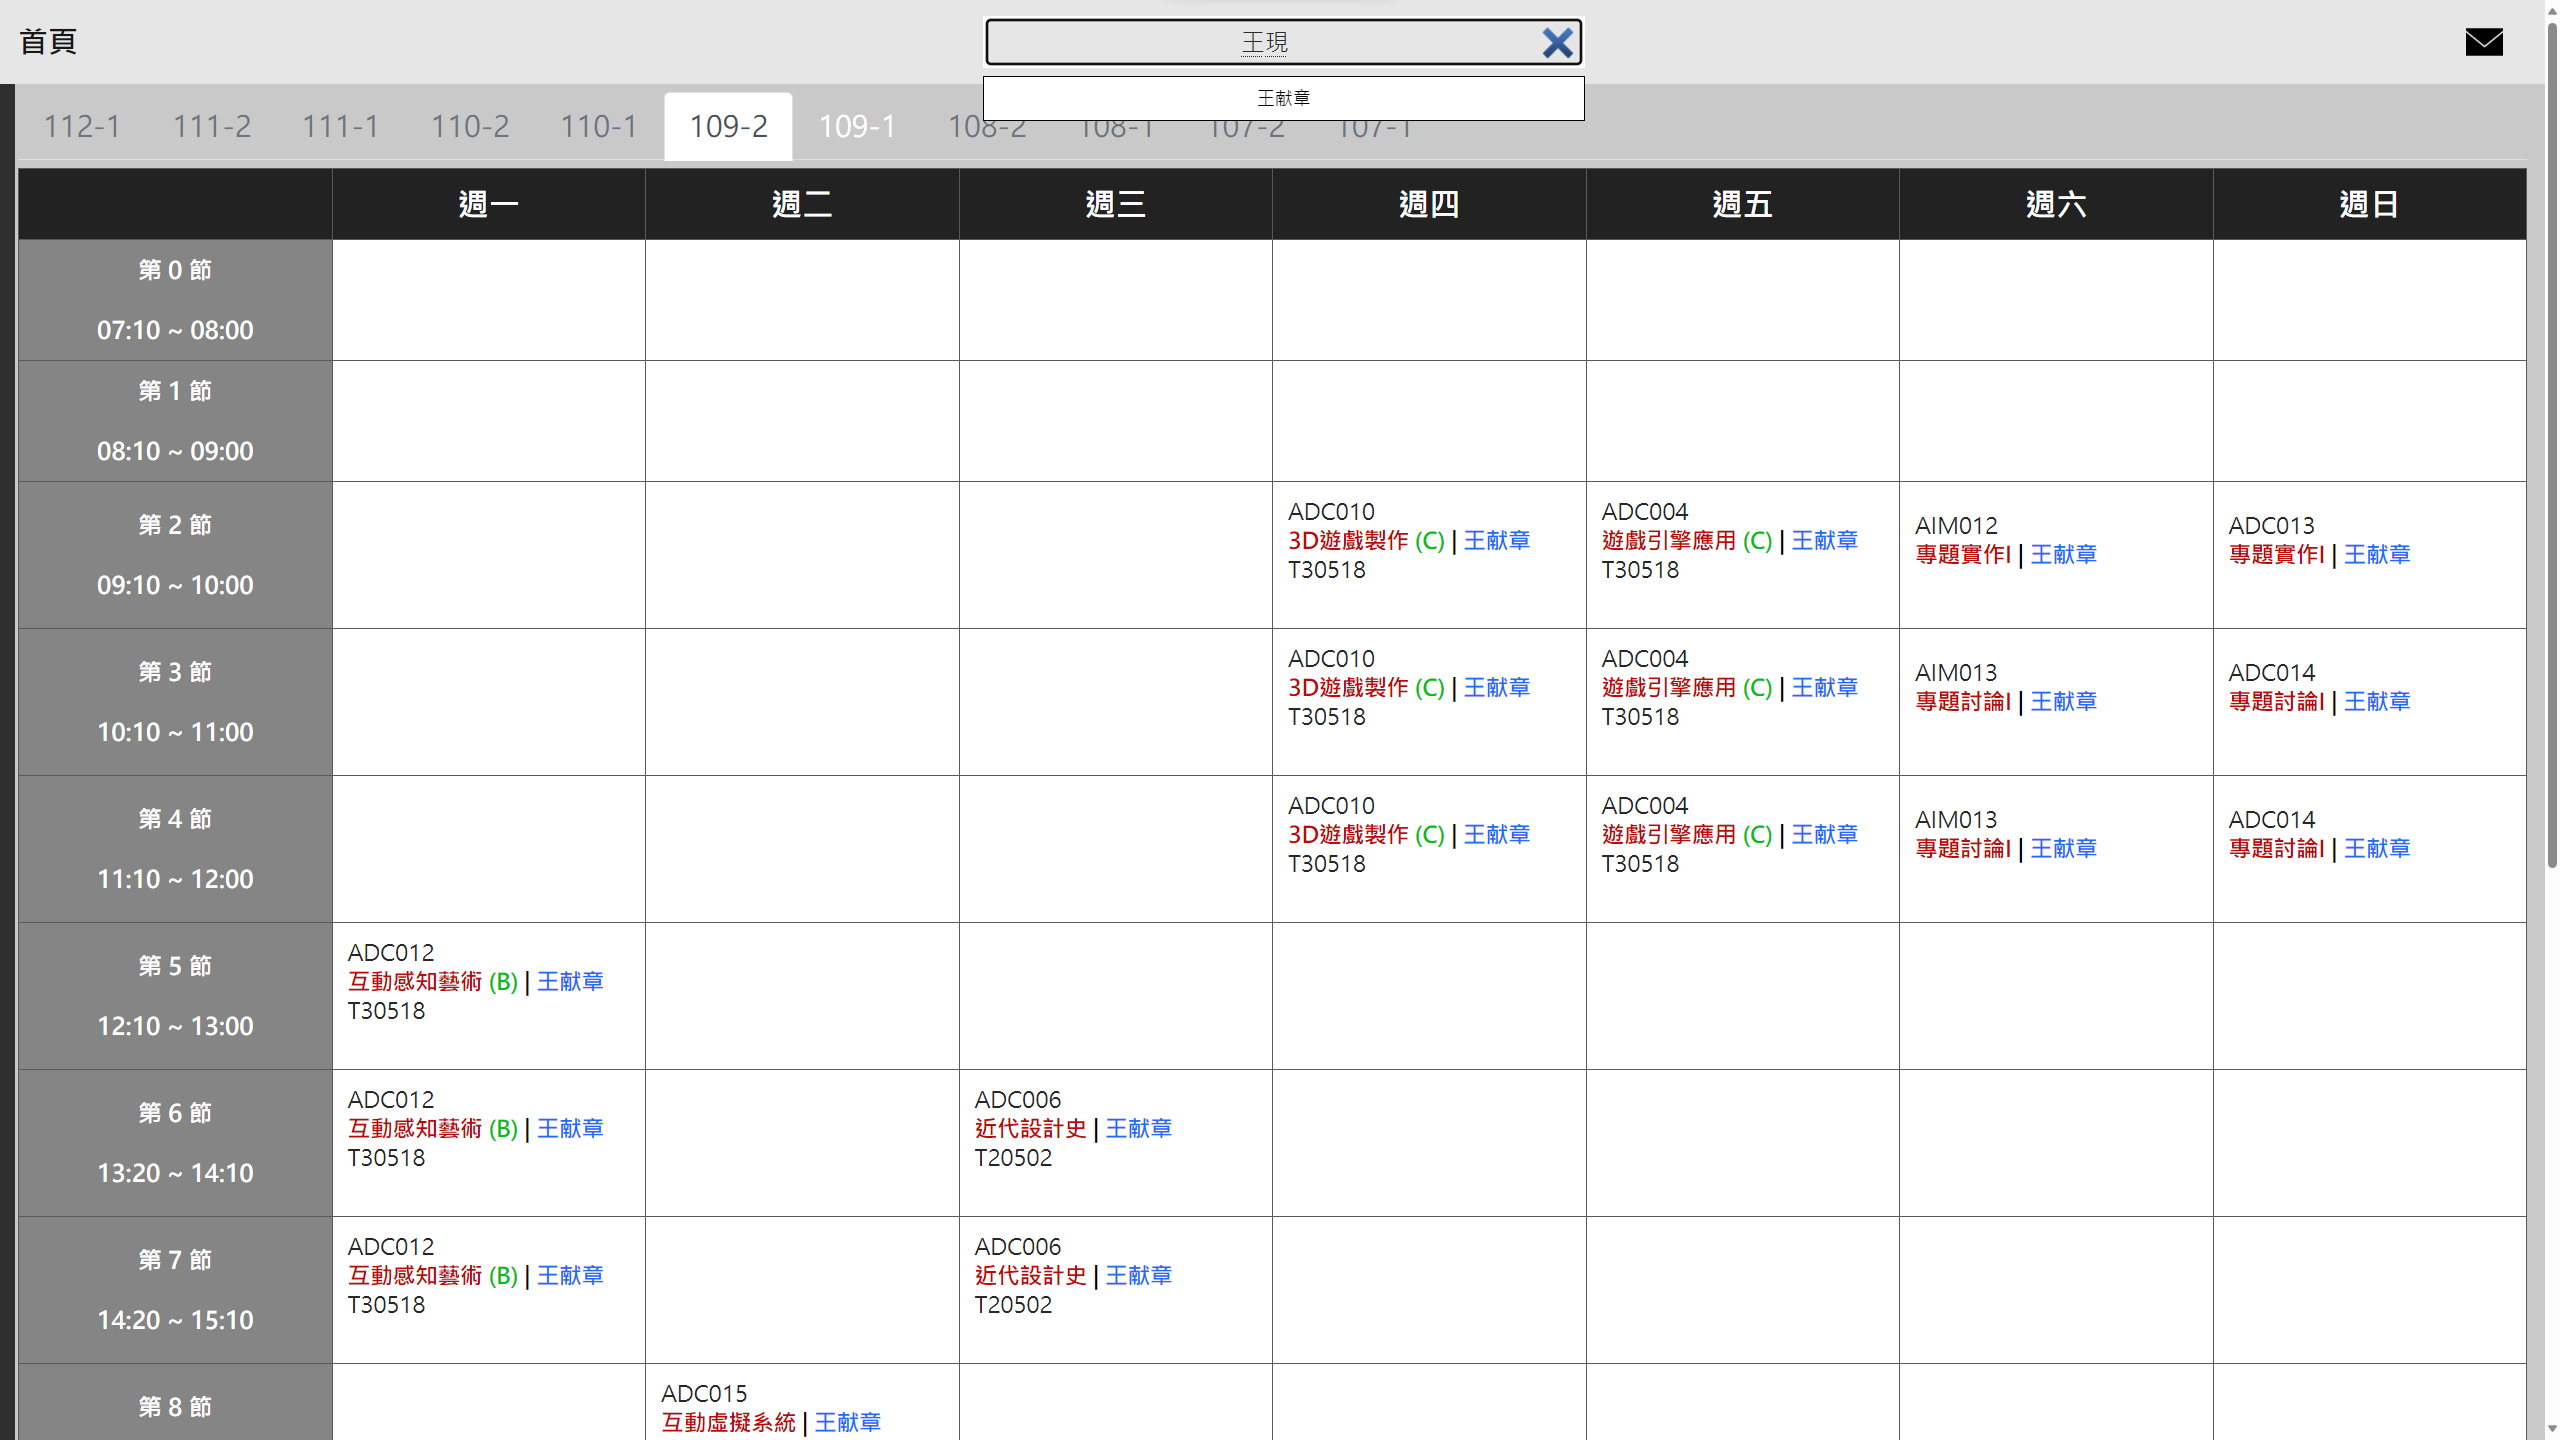 首頁
王現
王献章
112-1 111-2 111-1 110-2 110-1 109-2 109-1 108-2 108-1 107-2 107-1
週一 週二 週三 週四 週五 週六 週日
第 0 節
07:10 ~ 08:00
第 1 節
08:10 ~ 09:00
第 2 節
09:10 ~ 10:00
ADC010
3D遊戲製作 (C) | 王献章
T30518
ADC004
遊戲引擎應用 (C) | 王献章
T30518
AIM012
專題實作I | 王献章
ADC013
專題實作I | 王献章
第 3 節
10:10 ~ 11:00
ADC010
3D遊戲製作 (C) | 王献章
T30518
ADC004
遊戲引擎應用 (C) | 王献章
T30518
AIM013
專題討論I | 王献章
ADC014
專題討論I | 王献章
第 4 節
11:10 ~ 12:00
ADC010
3D遊戲製作 (C) | 王献章
T30518
ADC004
遊戲引擎應用 (C) | 王献章
T30518
AIM013
專題討論I | 王献章
ADC014
專題討論I | 王献章
第 5 節
12:10 ~ 13:00
ADC012
互動感知藝術 (B) | 王献章
T30518
第 6 節
13:20 ~ 14:10
ADC012
互動感知藝術 (B) | 王献章
T30518
ADC006
近代設計史 | 王献章
T20502
第 7 節
14:20 ~ 15:10
ADC012
互動感知藝術 (B) | 王献章
T30518
ADC006
近代設計史 | 王献章
T20502
第 8 節
ADC015
互動虛擬系統 | 王献章